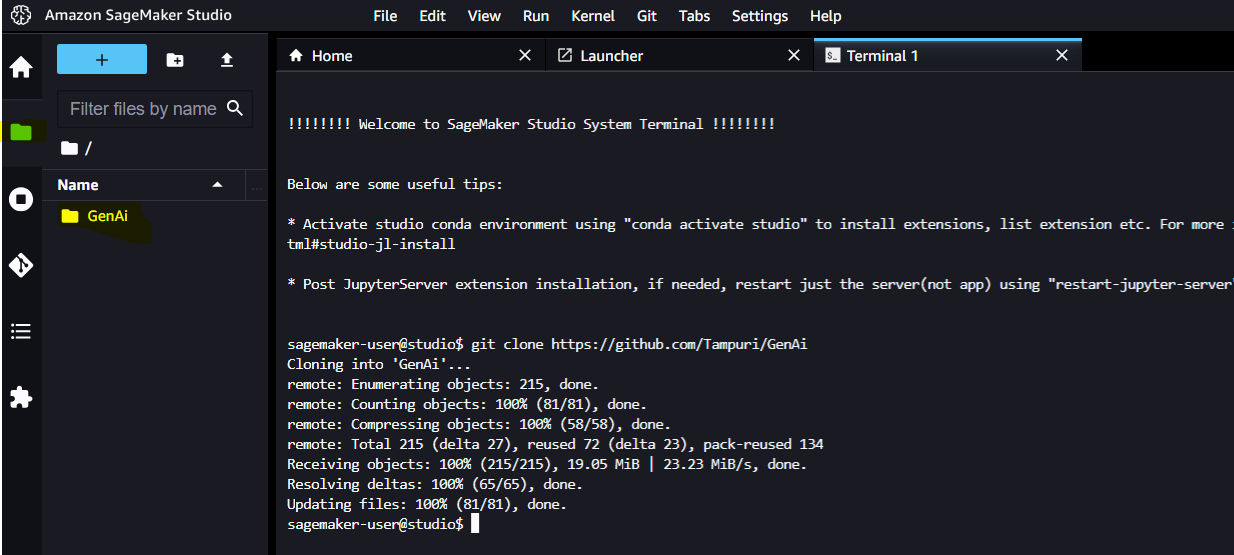 Amazon SageMaker Studio
File Edit View Run Kernel Git Tabs Settings Help
Home
Launcher
$_ Terminal 1
+
Filter files by name
/
Name
...
GenAi
!!!!!!!! Welcome to SageMaker Studio System Terminal !!!!!!!!
Below are some useful tips:
* Activate studio conda environment using "conda activate studio" to install extensions, list extension etc. For more
tml#studio-jl-install
* Post JupyterServer extension installation, if needed, restart just the server(not app) using "restart-jupyter-server"
sagemaker-user@studio$ git clone https://github.com/Tampuri/GenAi
Cloning into 'GenAi'...
remote: Enumerating objects: 215, done.
remote: Counting objects: 100% (81/81), done.
remote: Compressing objects: 100% (58/58), done.
remote: Total 215 (delta 27), reused 72 (delta 23), pack-reused 134
Receiving objects: 100% (215/215), 19.05 MiB | 23.23 MiB/s, done.
Resolving deltas: 100% (65/65), done.
Updating files: 100% (81/81), done.
sagemaker-user@studio$